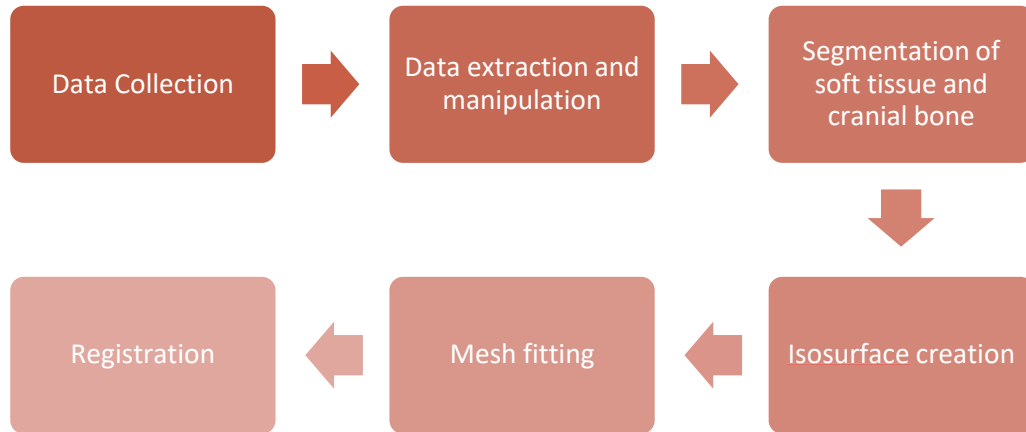 Data Collection
Data extraction and
manipulation
Segmentation of
soft tissue and
cranial bone
Isosurface creation
Mesh fitting
Registration